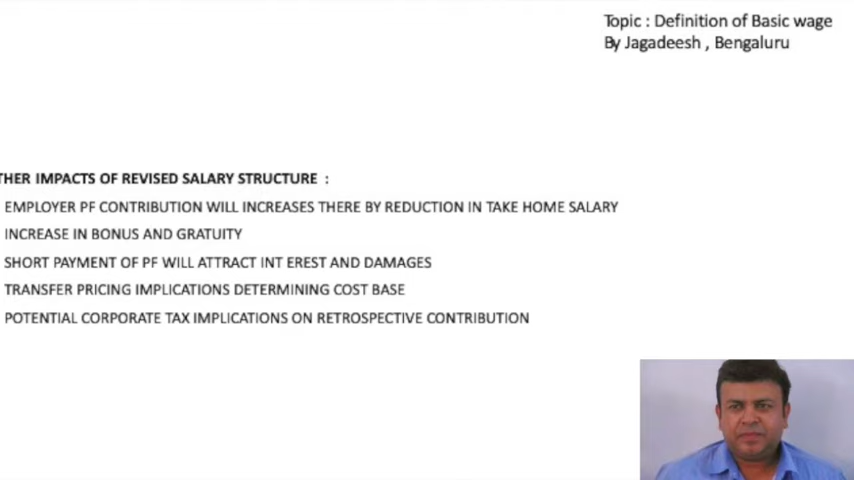 Topic : Definition of Basic wage
By Jagadeesh , Bengaluru
THER IMPACTS OF REVISED SALARY STRUCTURE :
EMPLOYER PF CONTRIBUTION WILL INCREASES THERE BY REDUCTION IN TAKE HOME SALARY
INCREASE IN BONUS AND GRATUITY
SHORT PAYMENT OF PF WILL ATTRACT INT EREST AND DAMAGES
TRANSFER PRICING IMPLICATIONS DETERMINING COST BASE
POTENTIAL CORPORATE TAX IMPLICATIONS ON RETROSPECTIVE CONTRIBUTION